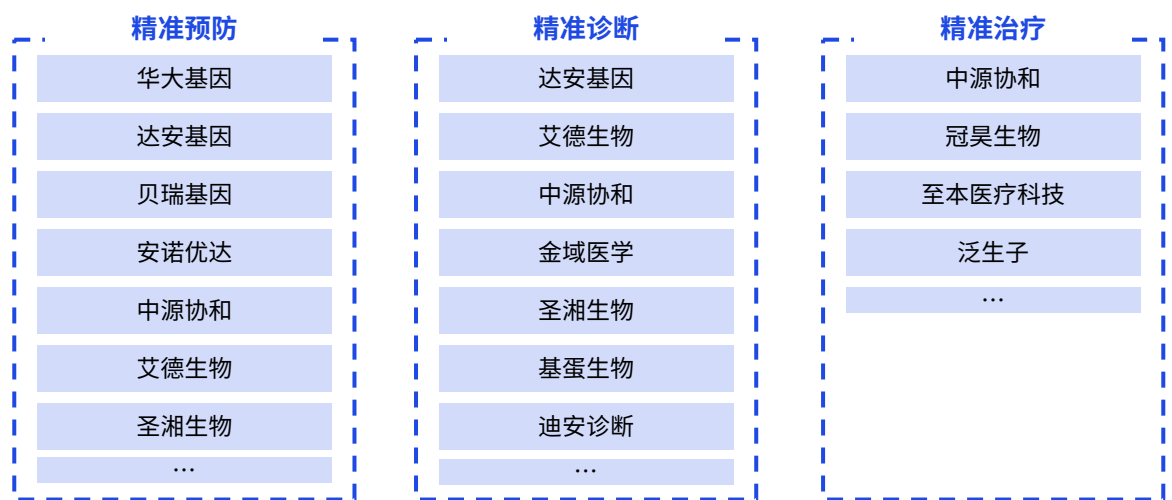 精准预防
华大基因
达安基因
贝瑞基因
安诺优达
中源协和
艾德生物
圣湘生物
...
精准诊断
达安基因
艾德生物
中源协和
金域医学
圣湘生物
基蛋生物
迪安诊断
...
精准治疗
中源协和
冠昊生物
至本医疗科技
泛生子
...